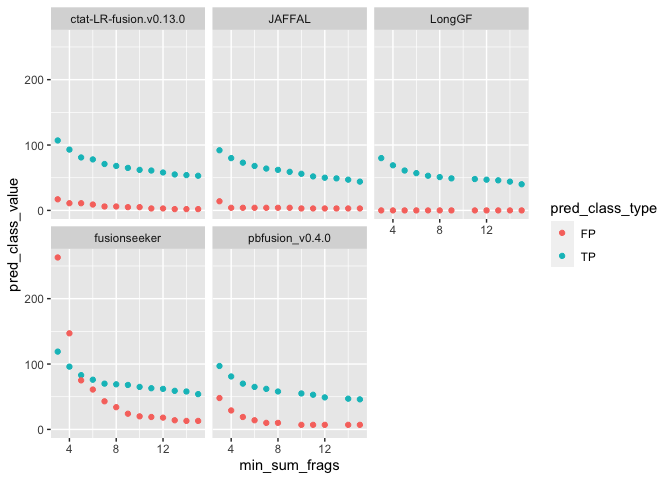 ctat-LR-fusion.v0.13.0 JAFFAL LongGF
200
100
0
4 8 12
fusionseeker pbfusion_v0.4.0
200
100
0
4 8 12 4 8 12
min_sum_frags
pred_class_value
pred_class_type
FP
TP